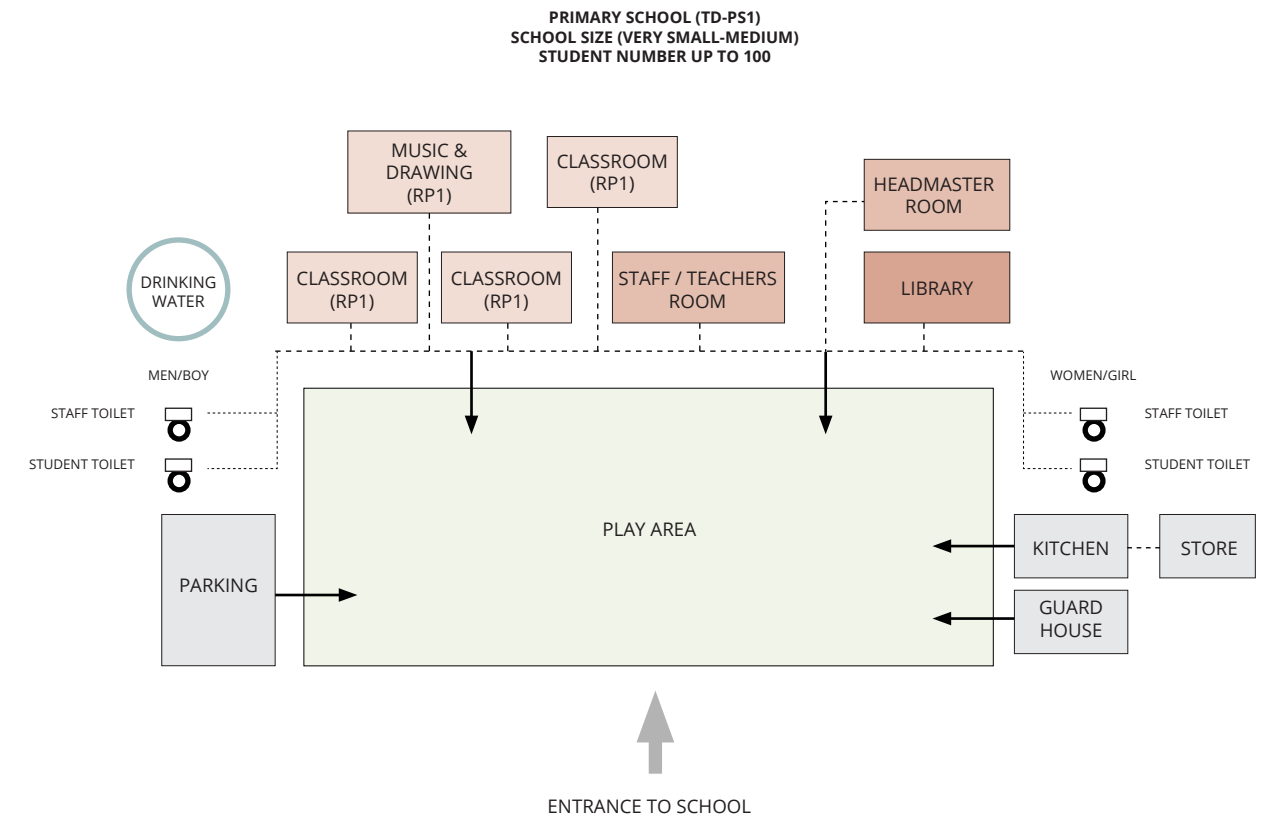 PRIMARY SCHOOL (TD-PS1)
SCHOOL SIZE (VERY SMALL-MEDIUM)
STUDENT NUMBER UP TO 100
MUSIC &
DRAWING
(RP1)
CLASSROOM
(RP1)
HEADMASTER
ROOM
DRINKING
WATER
CLASSROOM
(RP1)
CLASSROOM
(RP1)
STAFF / TEACHERS
ROOM
LIBRARY
MEN/BOY
WOMEN/GIRL
STAFF TOILET
STAFF TOILET
STUDENT TOILET
STUDENT TOILET
PLAY AREA
KITCHEN
STORE
PARKING
GUARD
HOUSE
ENTRANCE TO SCHOOL